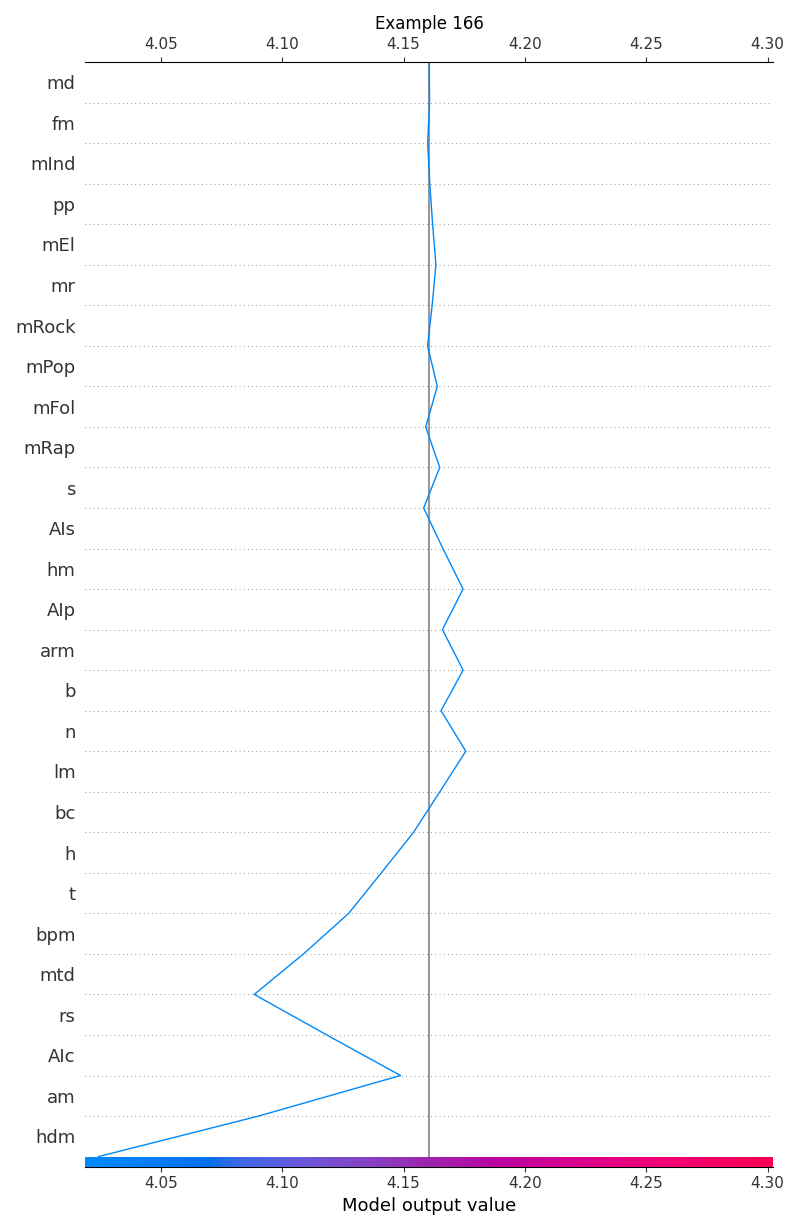 Example 166
4.05 4.10 4.15 4.20 4.25 4.30
md
fm
mInd
pp
mEl
mr
mRock
mPop
mFol
mRap
s
AIs
hm
AIp
arm
b
n
lm
bc
h
t
bpm
mtd
rs
AIc
am
hdm
4.05 4.10 4.15 4.20 4.25 4.30
Model output value